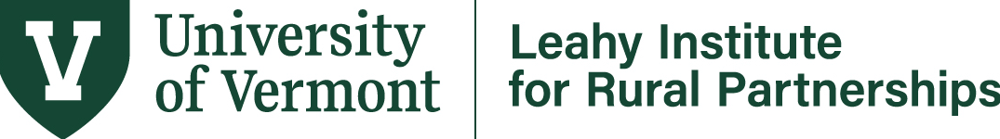 V
University
of Vermont
Leahy Institute
for Rural Partnerships